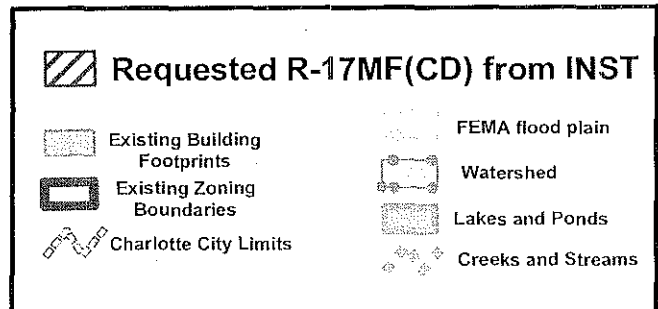 Requested R-17MF(CD) from INST
Existing Building
Footprints
Existing Zoning
Boundaries
Charlotte City Limits
FEMA flood plain
Watershed
Lakes and Ponds
Creeks and Streams